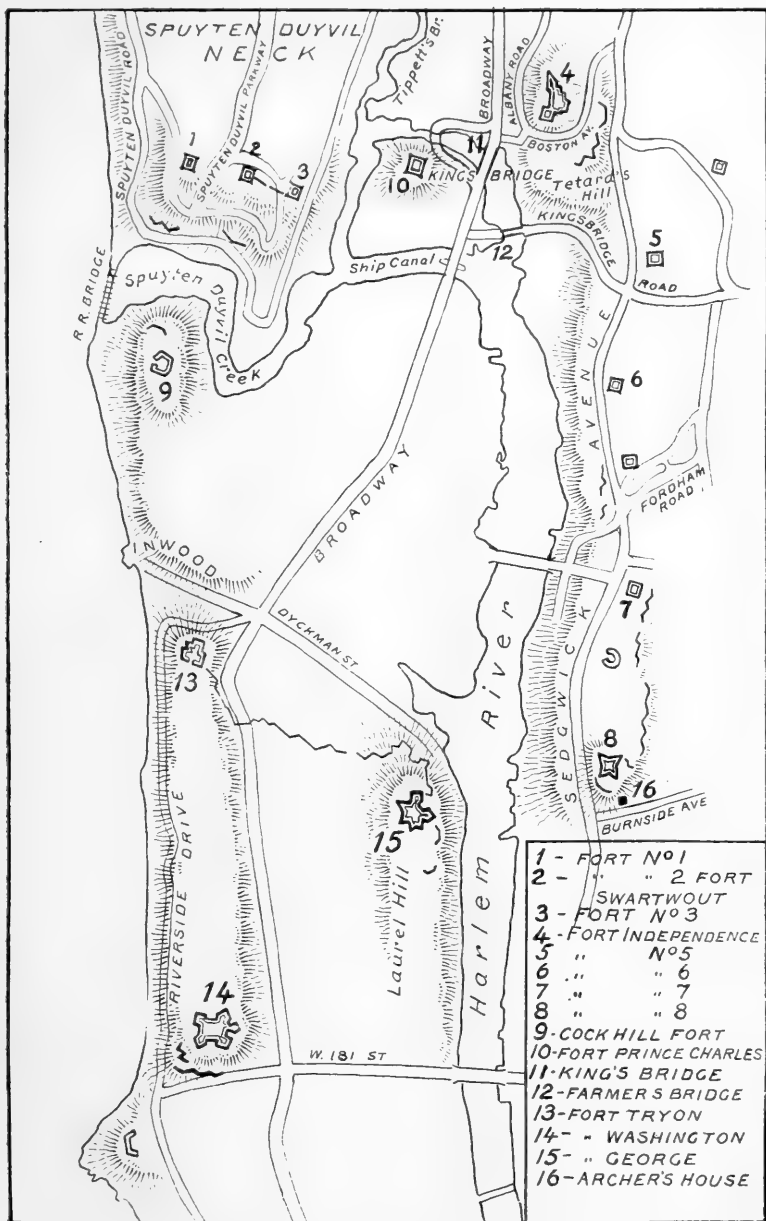 SPUYTEN DUYVIL
NECK
SPUYTEN DUYVIL ROAD
SPUYTEN DUYVIL PARKWAY
Tippett's Br.
BROADWAY
ALBANY ROAD
4
BOSTON AV.
1
2
3
11
10
KINGS BRIDGE
Tetard's
Hill
KINGSBRIDGE
ROAD
5
12
Ship Canal
R.R. BRIDGE
Spuyten Duyvil Creek
9
6
AVENUE
FORDHAM
ROAD
BROADWAY
INWOOD
DYCKMAN ST
7
13
River
SEDGWICK
8
16
BURNSIDE AVE
15
Laurel Hill
Harlem
RIVERSIDE DRIVE
14
W. 181 ST
1 - FORT No 1
2 - " " 2 FORT
SWARTWOUT
3 - FORT No 3
4 - FORT INDEPENDENCE
5 " No 5
6 " " 6
7 " " 7
8 " " 8
9 - COCK HILL FORT
10 - FORT PRINCE CHARLES
11 - KING'S BRIDGE
12 - FARMERS BRIDGE
13 - FORT TRYON
14 - " WASHINGTON
15 - " GEORGE
16 - ARCHER'S HOUSE